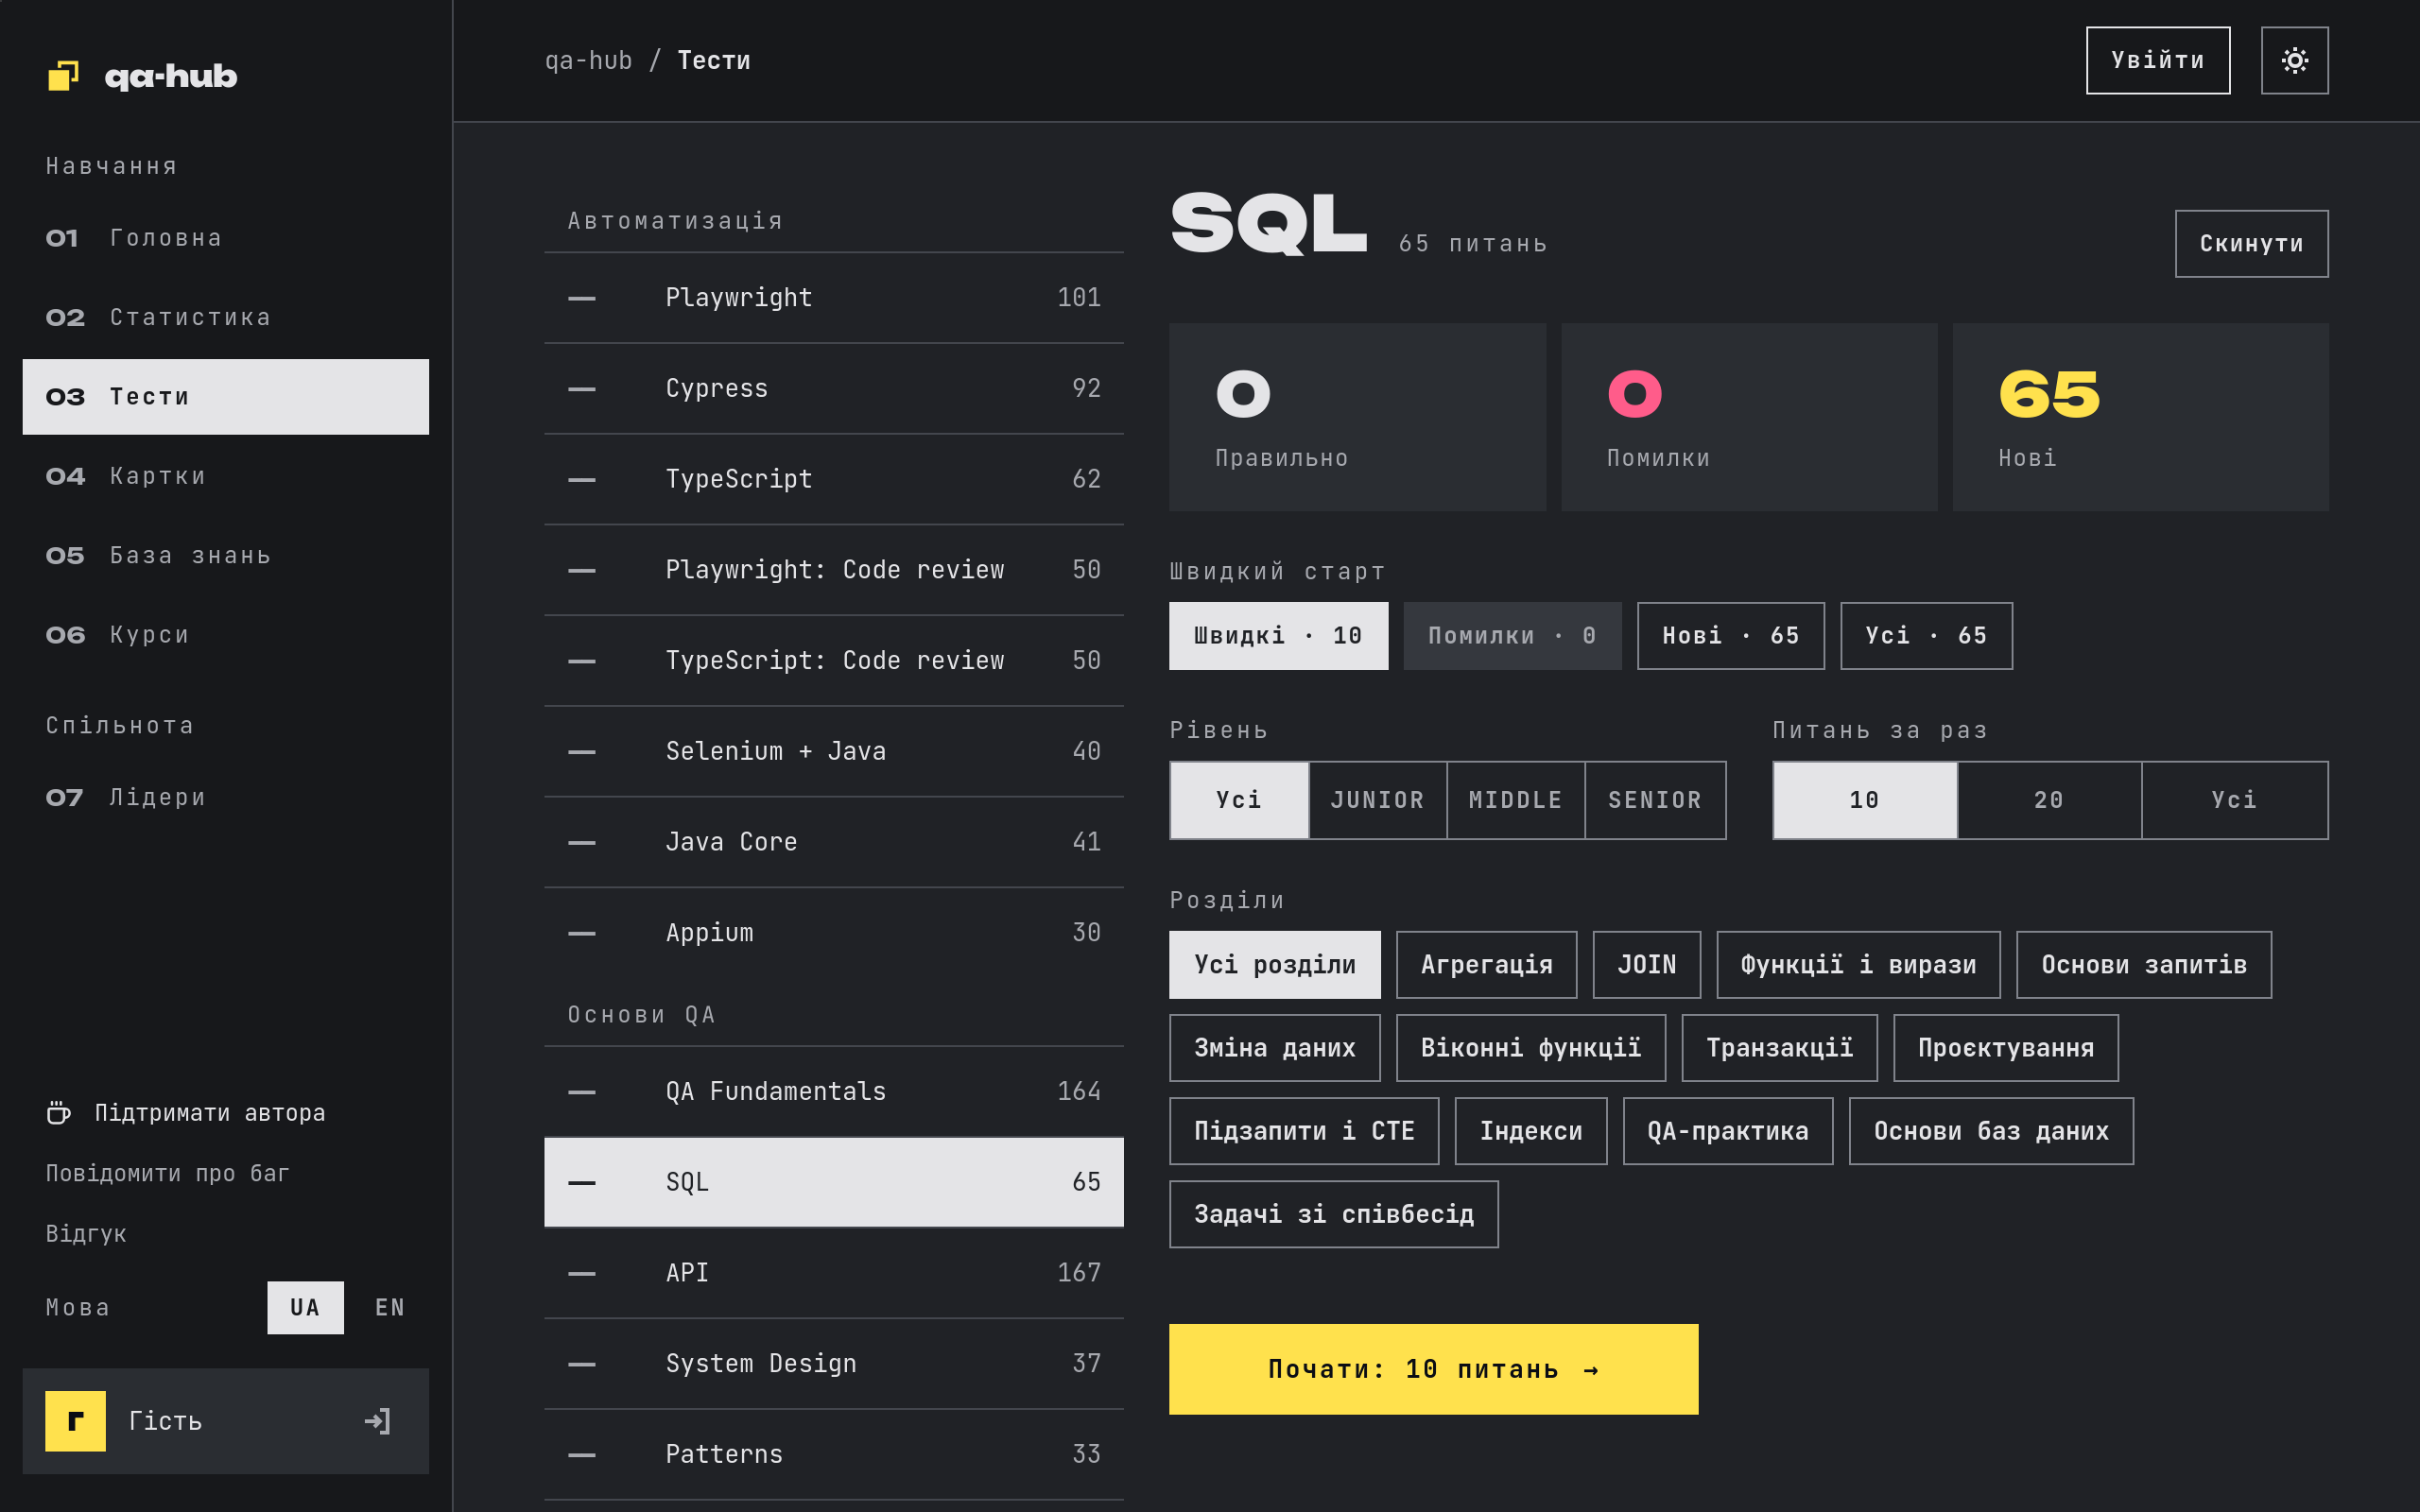 qa-hub
Навчання
01 Головна
02 Статистика
03 Тести
04 Картки
05 База знань
06 Курси
Спільнота
07 Лідери
Підтримати автора
Повідомити про баг
Відгук
Мова UA EN
Г Гість
qa-hub / Тести
Увійти
Автоматизація
— Playwright 101
— Cypress 92
— TypeScript 62
— Playwright: Code review 50
— TypeScript: Code review 50
— Selenium + Java 40
— Java Core 41
— Appium 30
Основи QA
— QA Fundamentals 164
— SQL 65
— API 167
— System Design 37
— Patterns 33
SQL 65 питань
Скинути
0 0 65
Правильно Помилки Нові
Швидкий старт
Швидкі · 10 Помилки · 0 Нові · 65 Усі · 65
Рівень Питань за раз
Усі JUNIOR MIDDLE SENIOR 10 20 Усі
Розділи
Усі розділи Агрегація JOIN Функції і вирази Основи запитів
Зміна даних Віконні функції Транзакції Проєктування
Підзапити і CTE Індекси QA-практика Основи баз даних
Задачі зі співбесід
Почати: 10 питань →